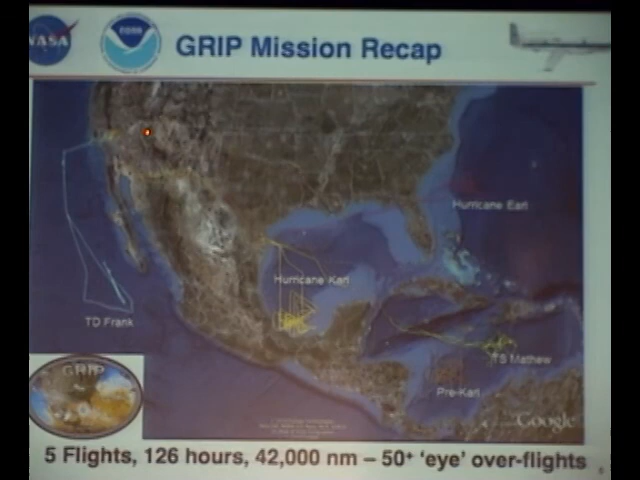 NASA
NOAA
GRIP Mission Recap
Hurricane Earl
Hurricane Karl
TD Frank
TS Mathew
GRIP
Pre-Karl
Google
5 Flights, 126 hours, 42,000 nm – 50+ 'eye' over-flights